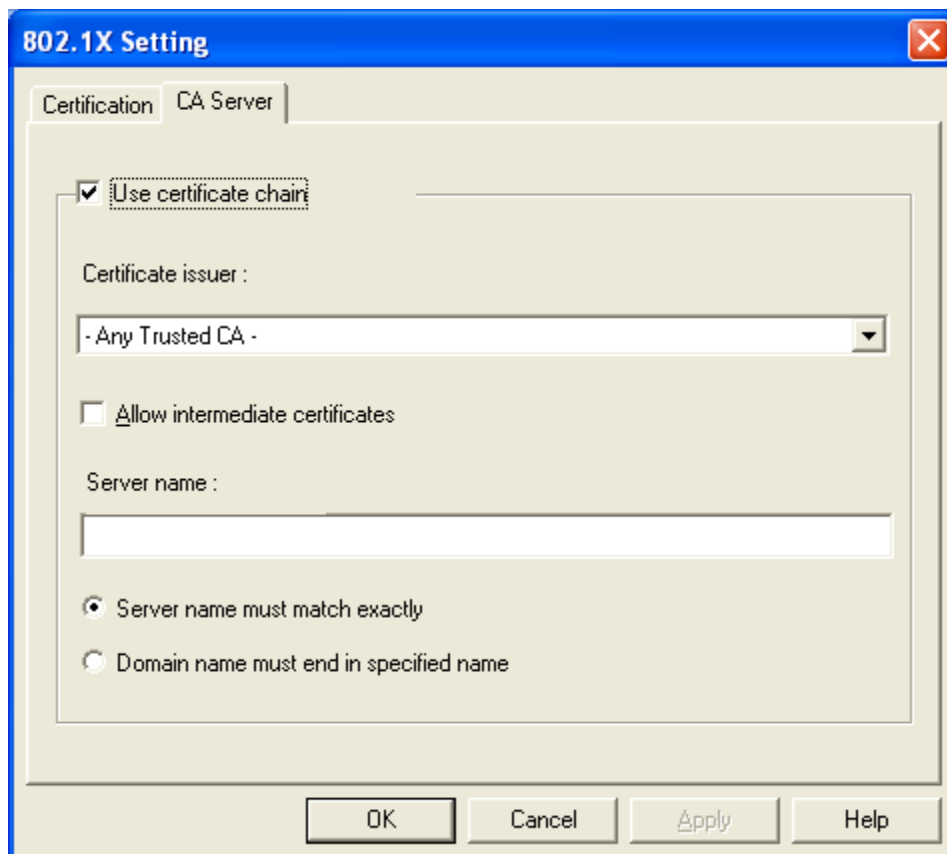 802.1X Setting
Certification CA Server
Use certificate chain
Certificate issuer :
- Any Trusted CA -
Allow intermediate certificates
Server name :
Server name must match exactly
Domain name must end in specified name
OK Cancel Apply Help